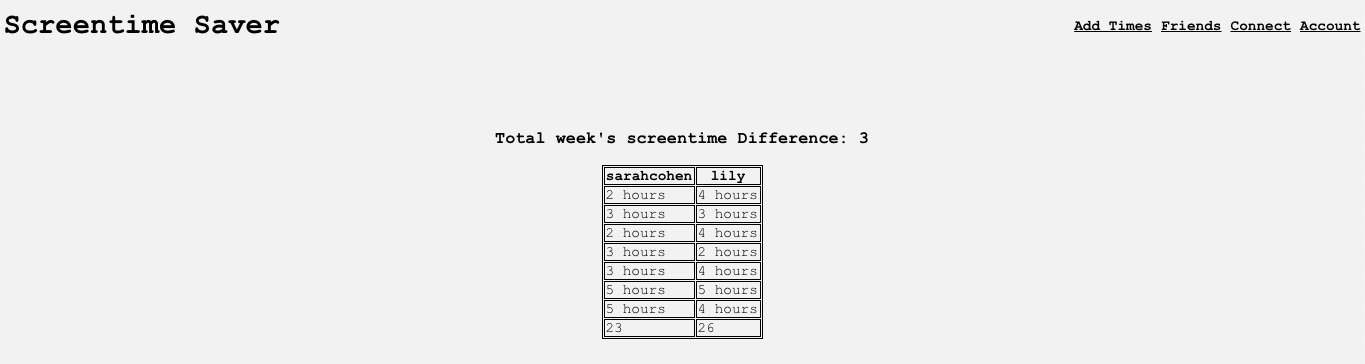 Screentime Saver
Add Times Friends Connect Account
Total week's screentime Difference: 3
sarahcohen lily
2 hours 4 hours
3 hours 3 hours
2 hours 4 hours
3 hours 2 hours
3 hours 4 hours
5 hours 5 hours
5 hours 4 hours
23 26